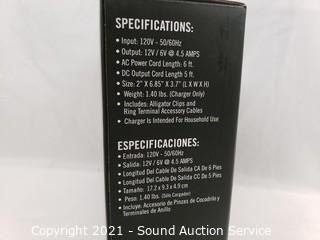 SPECIFICATIONS:
• Input: 120V - 50/60Hz
• Output: 12V / 6V @ 4.5 AMPS
• AC Power Cord Length: 6 ft.
• DC Output Cord Length 5 ft.
• Size: 2" X 6.85" X 3.7" (L X W X H)
• Weight: 1.40 lbs. (Charger Only)
• Includes: Alligator Clips and
Ring Terminal Accessory Cables
• Charger Is Intended For Household Use
ESPECIFICACIONES:
• Entrada: 120V - 50/60Hz
• Salida: 12V / 6V @ 4.5 AMPS
• Longitud Del Cable De Salida CA De 6 Pies
• Longitud Del Cable De Salida CC De 5 Pies
• Tamaño: 17.2 x 9.3 x 4.9 cm
• Peso: 1.40 Lbs. (Sólo Cargador)
• Incluye: Accesorio de Pinzas de Cocodrilo y
Terminales de Anillo
Copyright 2021 - Sound Auction Service